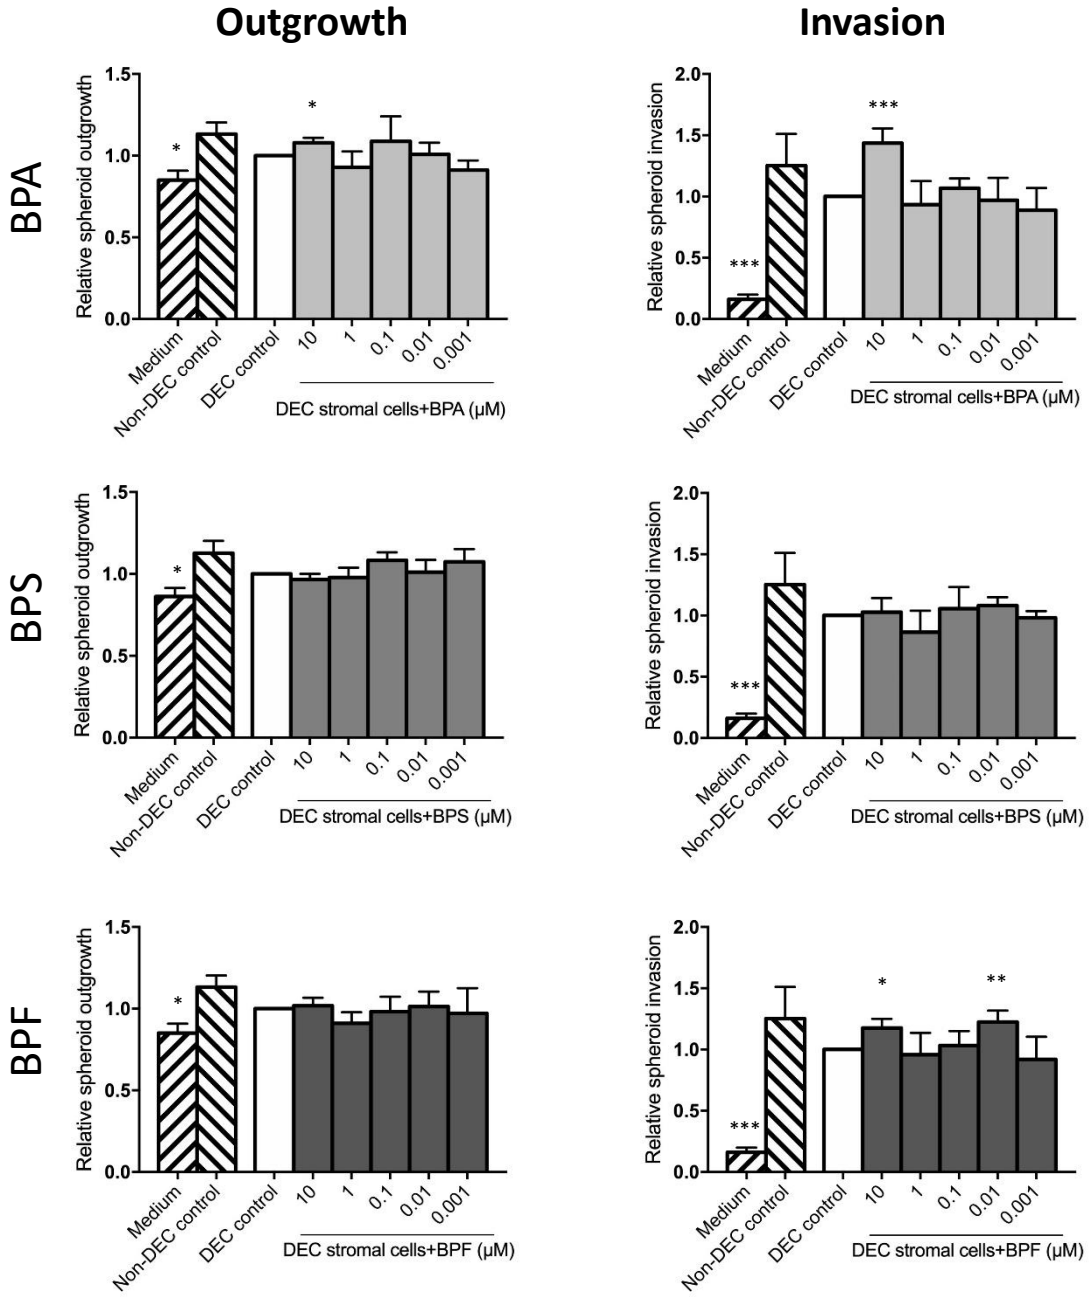 Outgrowth
Invasion
BPA
Relative spheroid outgrowth
1.5
1.0
0.5
0.0
*
*
Medium
Non-DEC control
DEC control
10
1
0.1
0.01
0.001
DEC stromal cells+BPA (µM)
Relative spheroid invasion
2.0
1.5
1.0
0.5
0.0
***
***
Medium
Non-DEC control
DEC control
10
1
0.1
0.01
0.001
DEC stromal cells+BPA (µM)
BPS
Relative spheroid outgrowth
1.5
1.0
0.5
0.0
*
Medium
Non-DEC control
DEC control
10
1
0.1
0.01
0.001
DEC stromal cells+BPS (µM)
Relative spheroid invasion
2.0
1.5
1.0
0.5
0.0
***
Medium
Non-DEC control
DEC control
10
1
0.1
0.01
0.001
DEC stromal cells+BPS (µM)
BPF
Relative spheroid outgrowth
1.5
1.0
0.5
0.0
*
Medium
Non-DEC control
DEC control
10
1
0.1
0.01
0.001
DEC stromal cells+BPF (µM)
Relative spheroid invasion
2.0
1.5
1.0
0.5
0.0
***
*
**
Medium
Non-DEC control
DEC control
10
1
0.1
0.01
0.001
DEC stromal cells+BPF (µM)